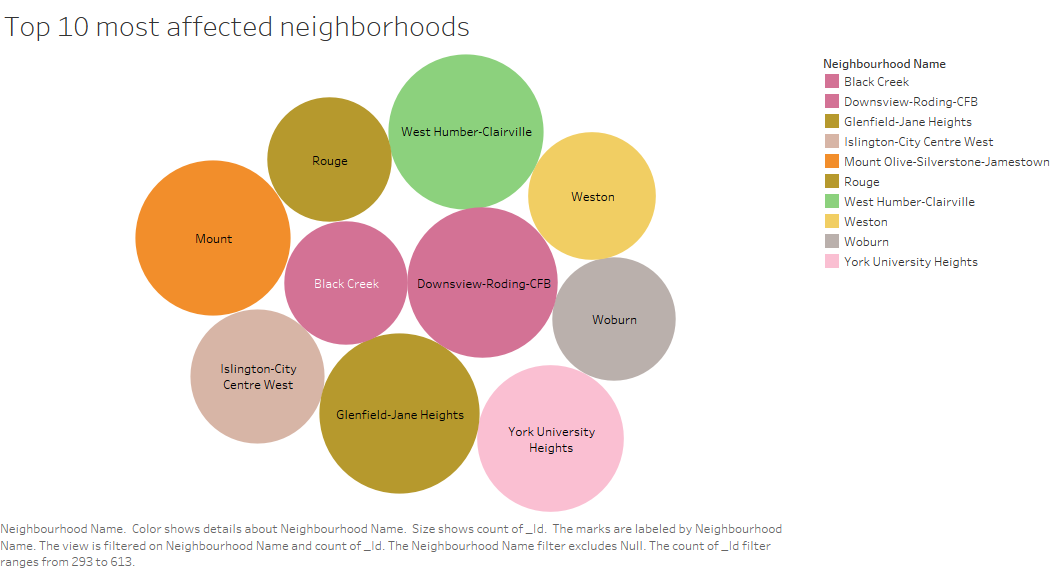 Top 10 most affected neighborhoods
Neighbourhood Name
Black Creek
Downsview-Roding-CFB
Glenfield-Jane Heights
Islington-City Centre West
Mount Olive-Silverstone-Jamestown
Rouge
West Humber-Clairville
Weston
Woburn
York University Heights
West Humber-Clairville
Rouge
Weston
Mount
Black Creek
Downsview-Roding-CFB
Woburn
Islington-City
Centre West
Glenfield-Jane Heights
York University
Heights
Neighbourhood Name. Color shows details about Neighbourhood Name. Size shows count of _Id. The marks are labeled by Neighbourhood
Name. The view is filtered on Neighbourhood Name and count of _Id. The Neighbourhood Name filter excludes Null. The count of _Id filter
ranges from 293 to 613.